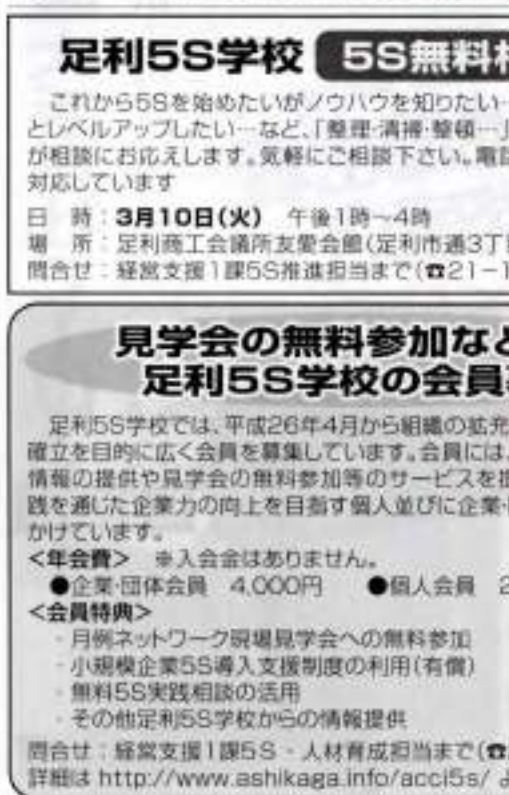 足利5S学校 5S無料
これから5Sを始めたいがノウハウを知りたい…
とレベルアップしたい…など、「整理・清掃・整頓…」
が相談にお応えします。気軽にご相談下さい。電
対応しています
日 時：3月10日(火) 午後1時～4時
場 所：足利商工会議所友愛会館(足利市通3丁
問合せ：経営支援1課5S推進担当まで(☎21-1
見学会の無料参加など
足利5S学校の会員
足利5S学校では、平成26年4月から組織の拡充
確立を目的に広く会員を募集しています。会員には、
情報の提供や見学会の無料参加等のサービスを
践を通じた企業力の向上を目指す個人並びに企業・
かけています。
<年会費> ※入会金はありません。
●企業・団体会員 4,000円 ●個人会員 2
<会員特典>
・月例ネットワーク現場見学会への無料参加
・小規模企業5S導入支援制度の利用(有償)
・無料5S実践相談の活用
・その他足利5S学校からの情報提供
問合せ：経営支援1課5S・人材育成担当まで(☎
詳細は http://www.ashikaga.info/acci5s/ よ